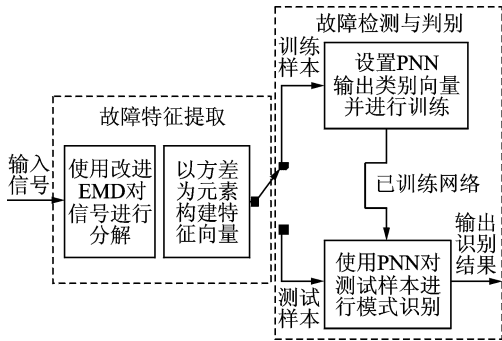 故障检测与判别
训练
样本
设置PNN
输出类别向量
并进行训练
故障特征提取
输入
信号
使用改进
EMD对
信号进行
分解
以方差
为元素
构建特
征向量
已训练网络
输出
识别
结果
使用PNN对
测试样本进
行模式识别
测试
样本